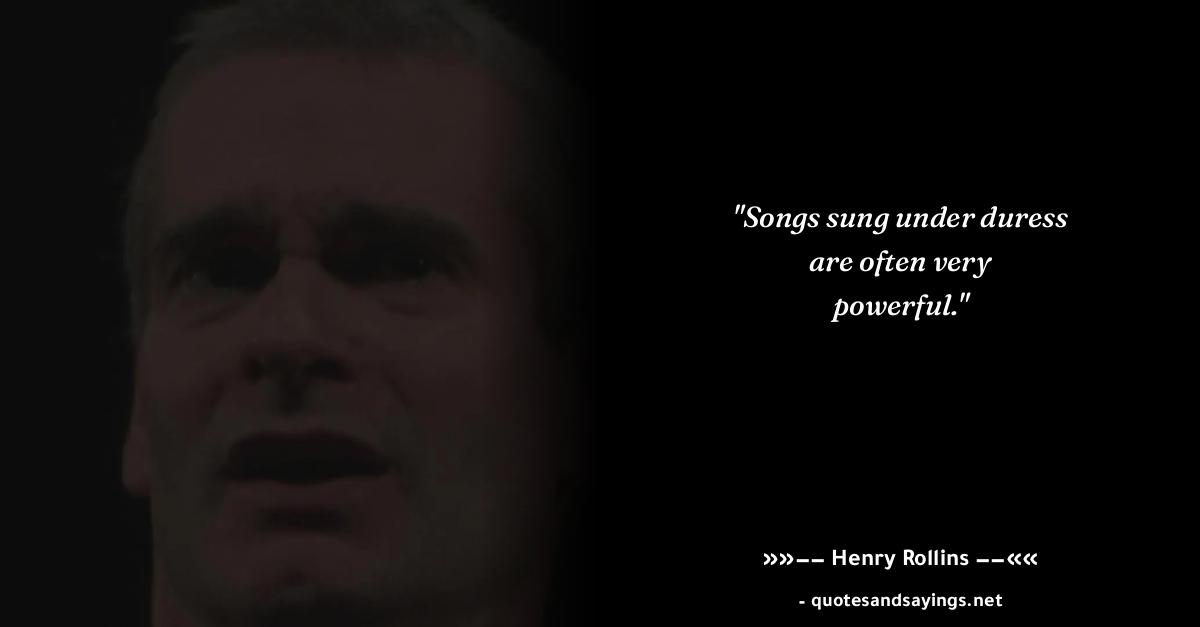 "Songs sung under duress
are often very
powerful."
»»−− Henry Rollins −−««
- quotesandsayings.net